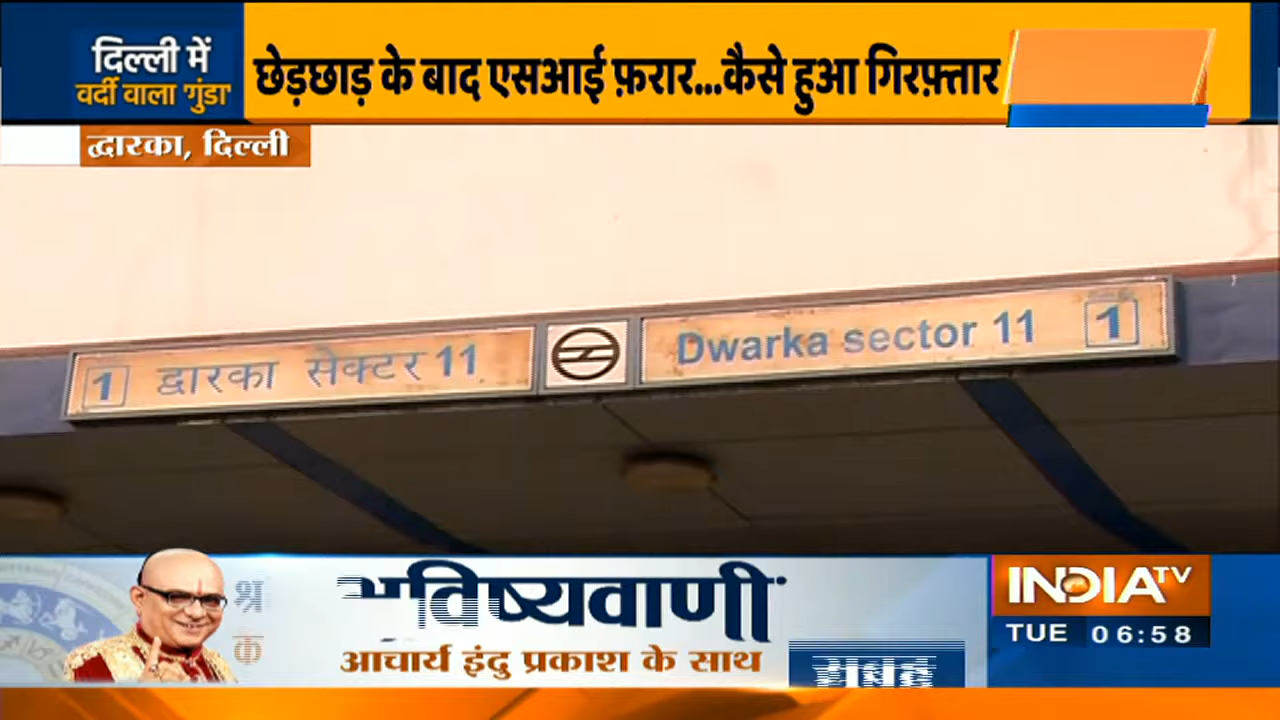 दिल्ली में
वर्दी वाला 'गुंडा'
छेड़छाड़ के बाद एसआई फ़रार...कैसे हुआ गिरफ़्तार
द्वारका, दिल्ली
1 द्वारका सेक्टर 11
Dwarka sector 11 1
भविष्यवाणी
आचार्य इंदु प्रकाश के साथ
INDIA TV
TUE 06:58